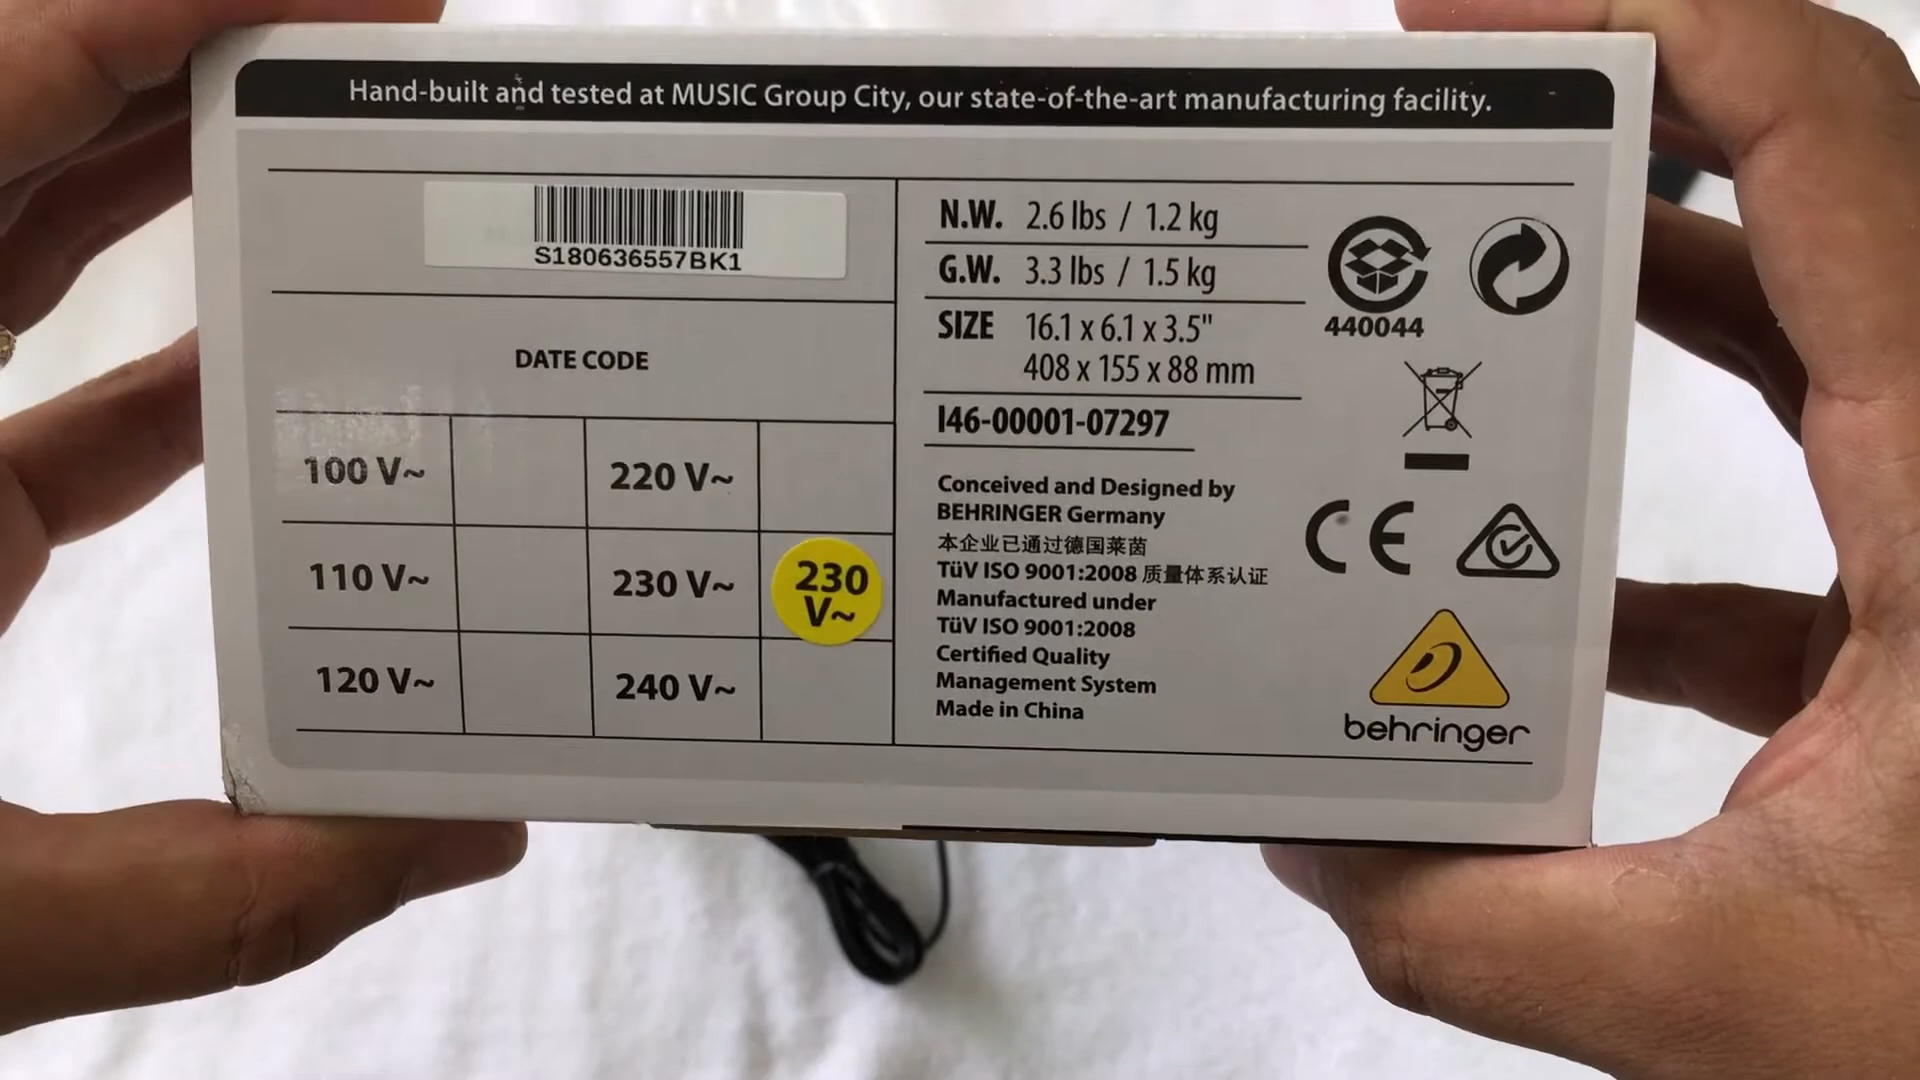 Hand-built and tested at MUSIC Group City, our state-of-the-art manufacturing facility.
S180636557BK1
DATE CODE
100 V~
220 V~
110 V~
230 V~
230
V~
120 V~
240 V~
N.W. 2.6 lbs / 1.2 kg
G.W. 3.3 lbs / 1.5 kg
SIZE 16.1 x 6.1 x 3.5"
408 x 155 x 88 mm
I46-00001-07297
Conceived and Designed by
BEHRINGER Germany
本企业已通过德国莱茵
TüV ISO 9001:2008 质量体系认证
Manufactured under
TüV ISO 9001:2008
Certified Quality
Management System
Made in China
440044
CE
behringer